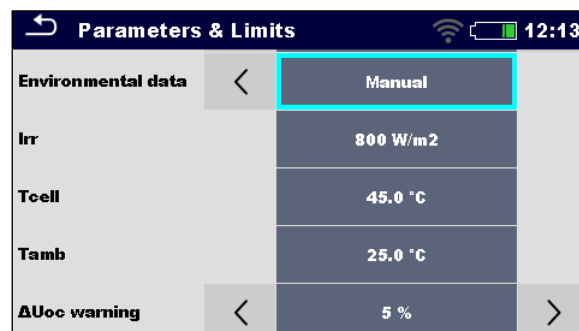 Parameters & Limits 12:13
Environmental data Manual
Irr 800 W/m2
Tcell 45.0 °C
Tamb 25.0 °C
ΔUoc warning 5 %